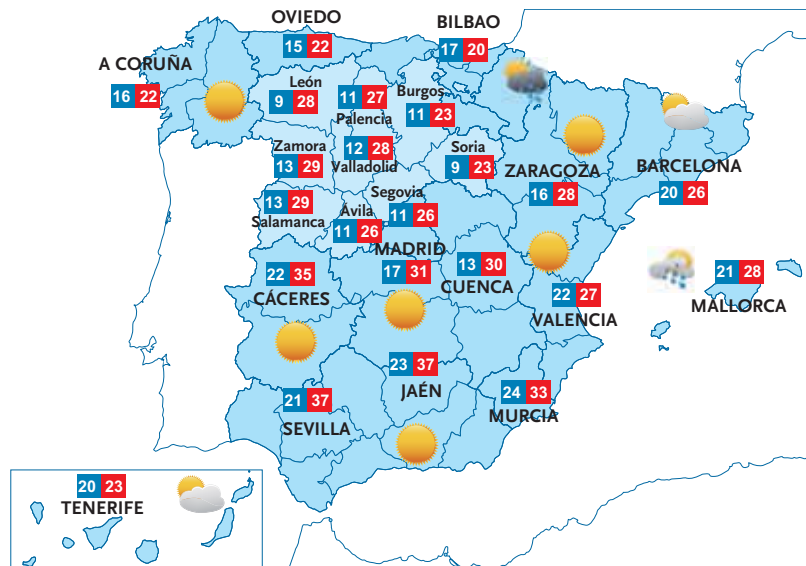 OVIEDO
15 22
BILBAO
17 20
A CORUÑA
16 22
León
9 28
11 27
Palencia
Burgos
11 23
Zamora
13 29
12 28
Valladolid
Soria
9 23
ZARAGOZA
16 28
BARCELONA
20 26
13 29
Salamanca
Ávila
11 26
Segovia
11 26
MADRID
17 31
22 35
CÁCERES
13 30
CUENCA
22 27
VALENCIA
21 28
MALLORCA
23 37
JAÉN
21 37
SEVILLA
24 33
MURCIA
20 23
TENERIFE